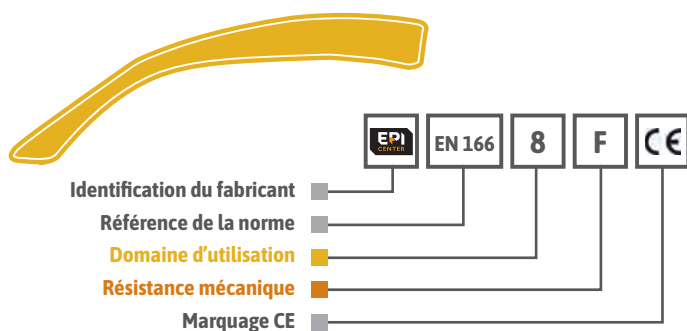 EPI CENTER EN 166 8 F CE
Identification du fabricant
Référence de la norme
Domaine d'utilisation
Résistance mécanique
Marquage CE